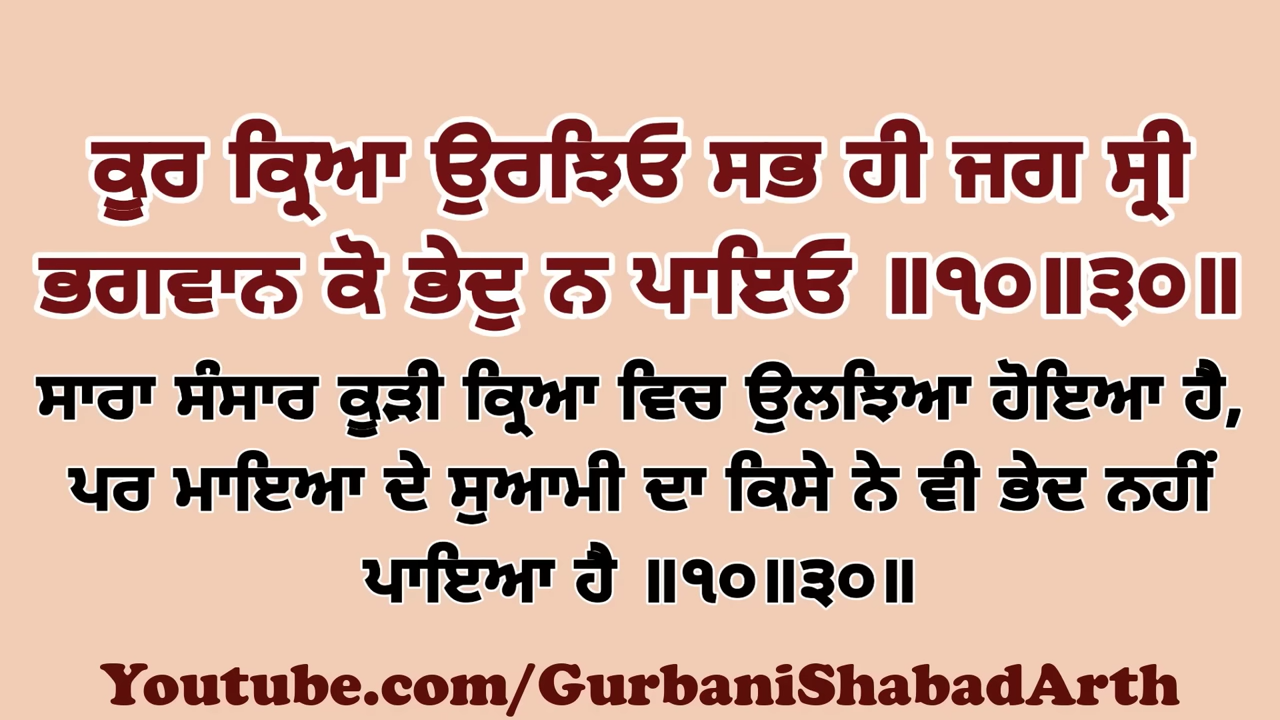 ਕੂਰ ਕ੍ਰਿਆ ਉਰਝਿਓ ਸਭ ਹੀ ਜਗ ਸ੍ਰੀ
ਭਗਵਾਨ ਕੋ ਭੇਦੁ ਨ ਪਾਇਓ ॥੧੦॥੩੦॥
ਸਾਰਾ ਸੰਸਾਰ ਕੂੜੀ ਕ੍ਰਿਆ ਵਿਚ ਉਲਝਿਆ ਹੋਇਆ ਹੈ,
ਪਰ ਮਾਇਆ ਦੇ ਸੁਆਮੀ ਦਾ ਕਿਸੇ ਨੇ ਵੀ ਭੇਦ ਨਹੀਂ
ਪਾਇਆ ਹੈ ॥੧੦॥੩੦॥
Youtube.com/GurbaniShabadArth